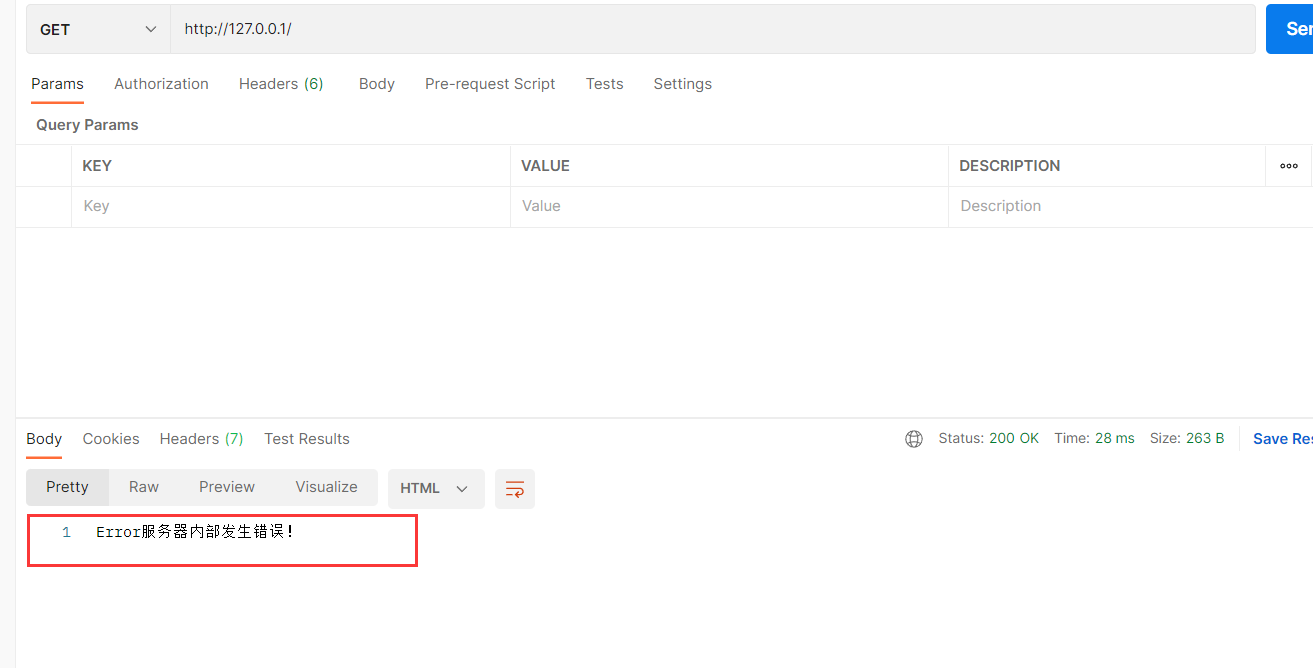 GET http://127.0.0.1/
Params Authorization Headers (6) Body Pre-request Script Tests Settings
Query Params
KEY VALUE DESCRIPTION
Key Value Description
Body Cookies Headers (7) Test Results Status: 200 OK Time: 28 ms Size: 263 B Save
Pretty Raw Preview Visualize HTML
1 Error服务器内部发生错误!